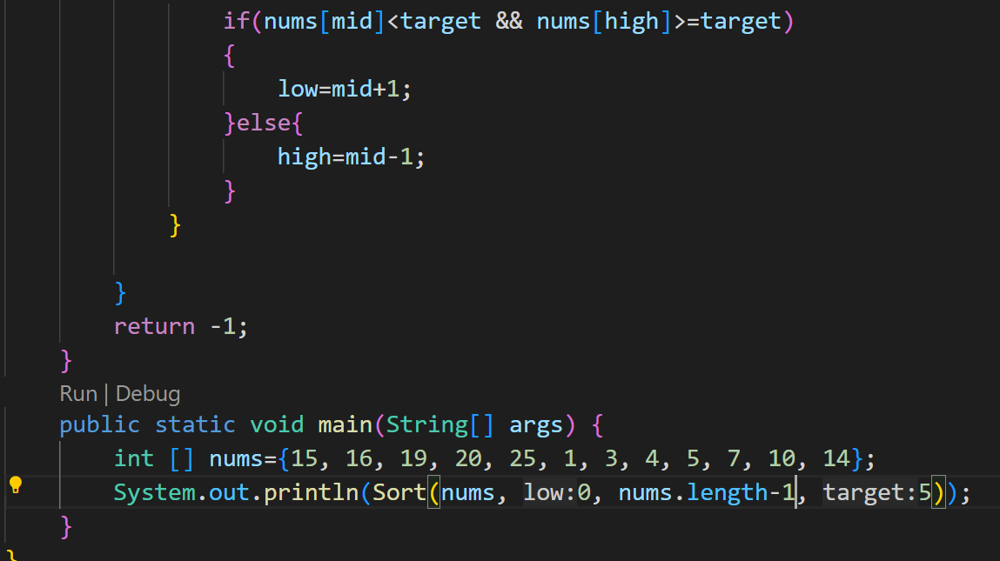 if(nums[mid]<target && nums[high]>=target)
{
low=mid+1;
}else{
high=mid-1;
}
}
}
return -1;
}
Run | Debug
public static void main(String[] args) {
int [] nums={15, 16, 19, 20, 25, 1, 3, 4, 5, 7, 10, 14};
System.out.println(Sort(nums, low:0, nums.length-1, target:5));
}
}